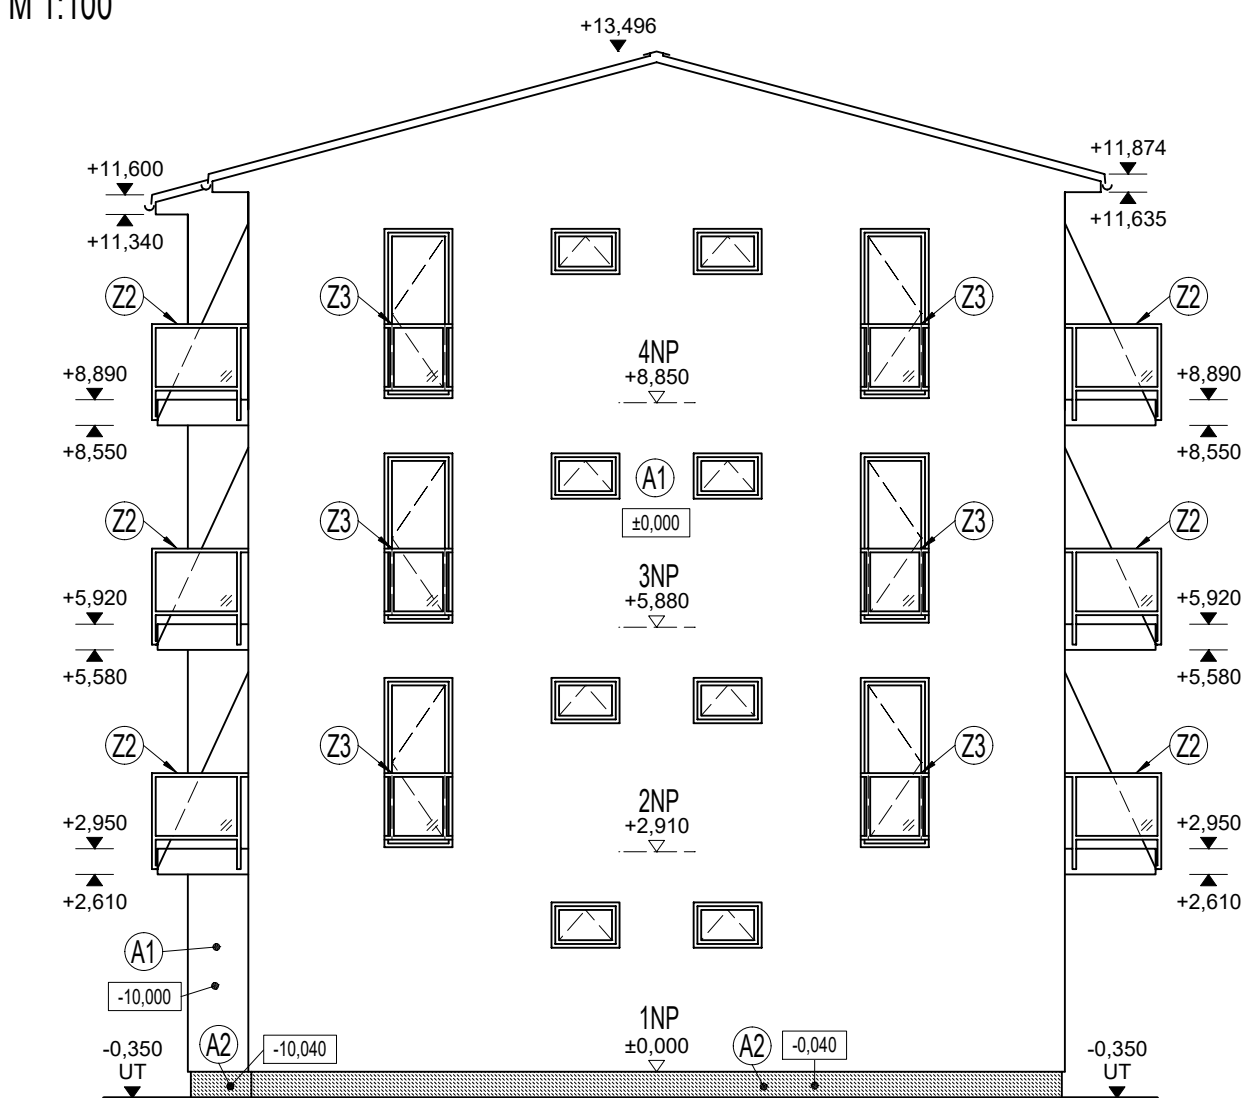 M 1:100
+13,496
+11,600
+11,874
+11,340
+11,635
Z2
Z3
Z3
Z2
4NP
+8,850
+8,890
+8,890
+8,550
+8,550
A1
±0,000
Z2
Z3
Z3
Z2
3NP
+5,880
+5,920
+5,920
+5,580
+5,580
Z2
Z3
Z3
Z2
2NP
+2,910
+2,950
+2,950
+2,610
+2,610
A1
-10,000
1NP
±0,000
A2
-10,040
A2
-0,040
-0,350
UT
-0,350
UT